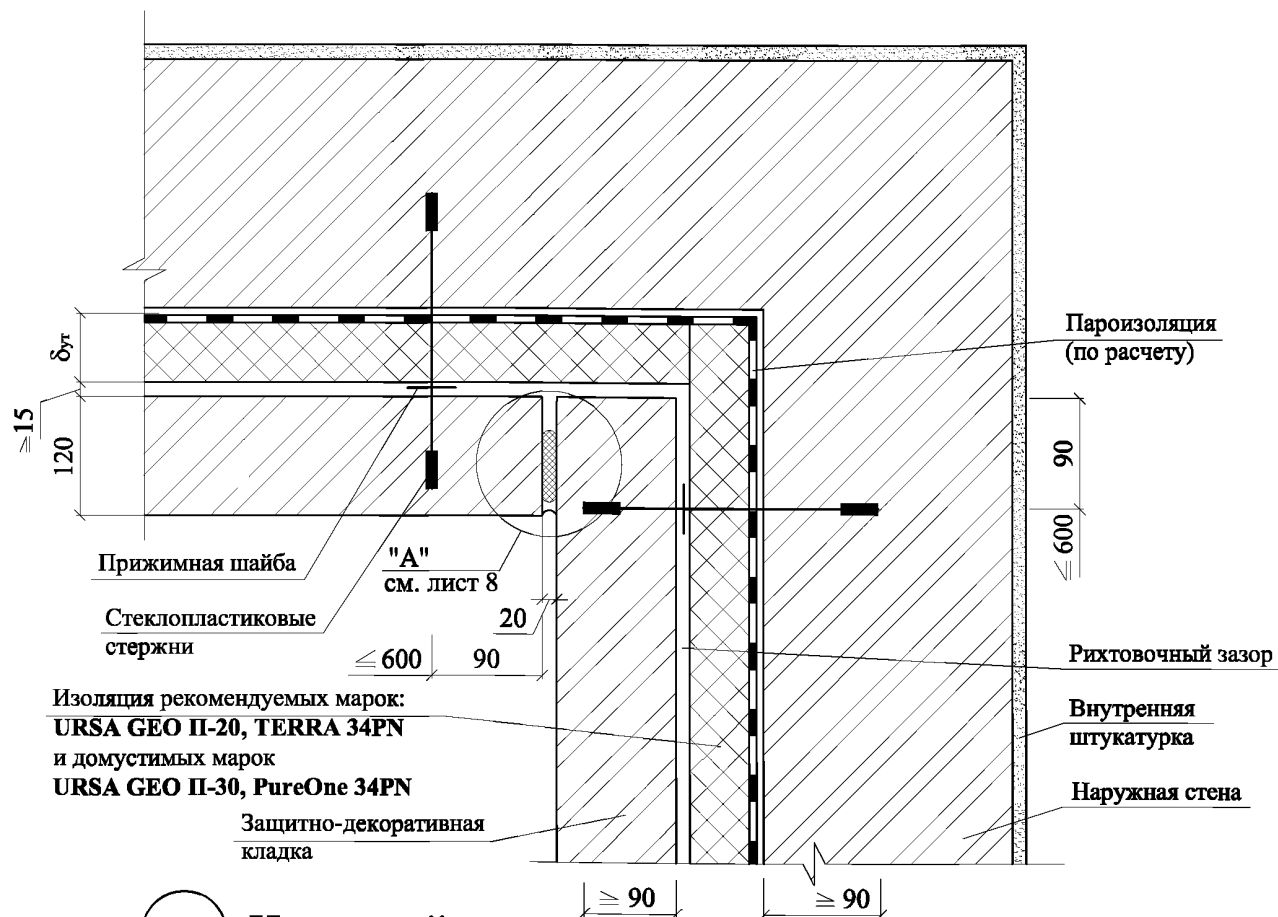 δут
≥15
120
Пароизоляция
(по расчету)
90
≤600
Прижимная шайба
"А"
см. лист 8
Стеклопластиковые
стержни
20
≤ 600
90
Рихтовочный зазор
Изоляция рекомендуемых марок:
URSA GEO П-20, TERRA 34PN
и домустимых марок
URSA GEO П-30, PureOne 34PN
Внутренняя
штукатурка
Наружная стена
Защитно-декоративная
кладка
≥ 90
≥ 90